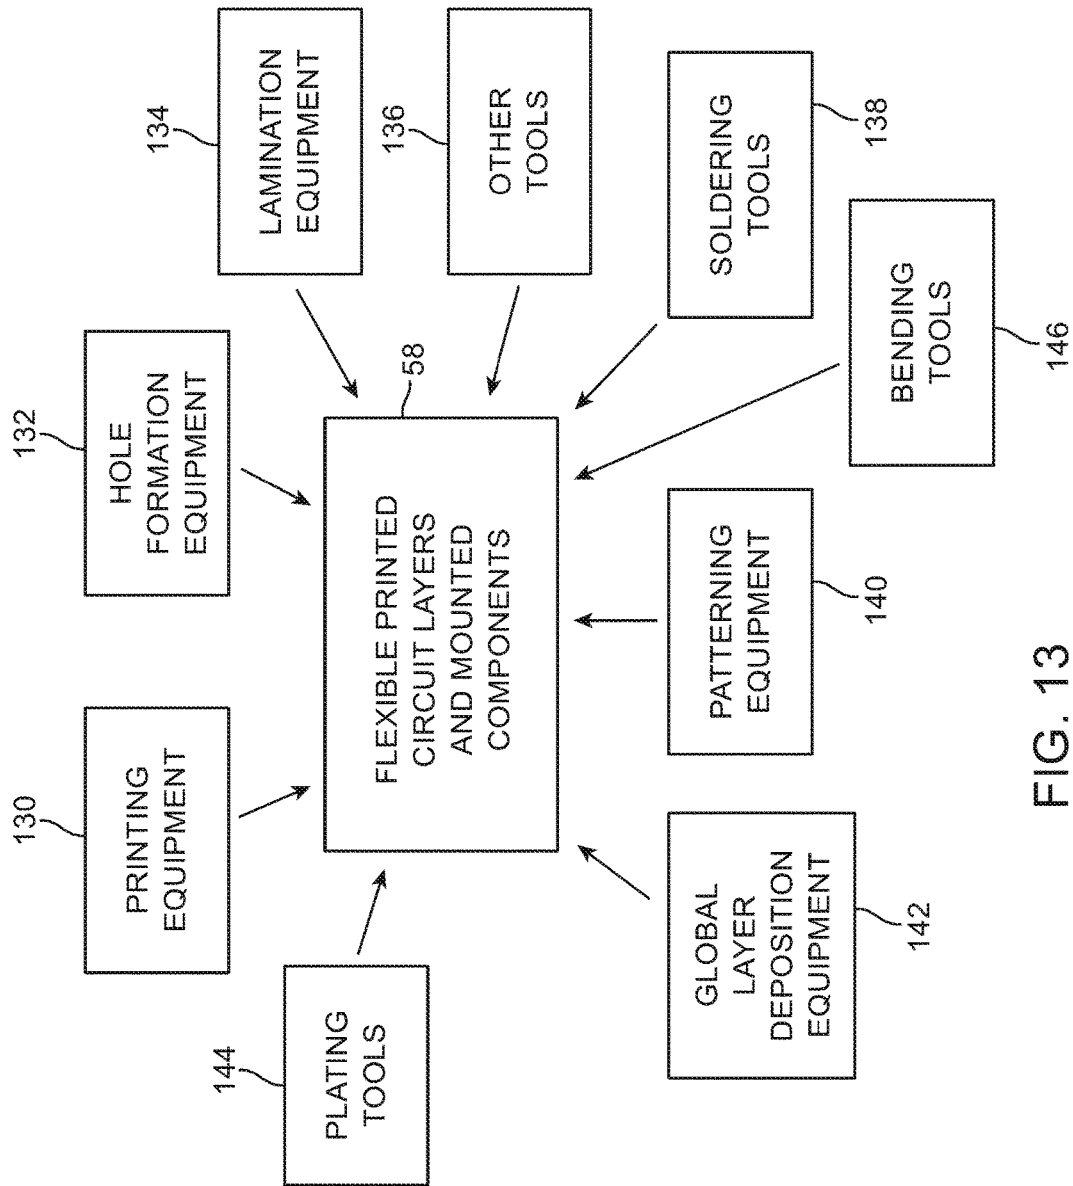 130
PRINTING
EQUIPMENT
132
HOLE
FORMATION
EQUIPMENT
134
LAMINATION
EQUIPMENT
144
PLATING
TOOLS
58
FLEXIBLE PRINTED
CIRCUIT LAYERS
AND MOUNTED
COMPONENTS
136
OTHER
TOOLS
GLOBAL
LAYER
DEPOSITION
EQUIPMENT
142
PATTERNING
EQUIPMENT
140
SOLDERING
TOOLS
138
BENDING
TOOLS
146
FIG. 13